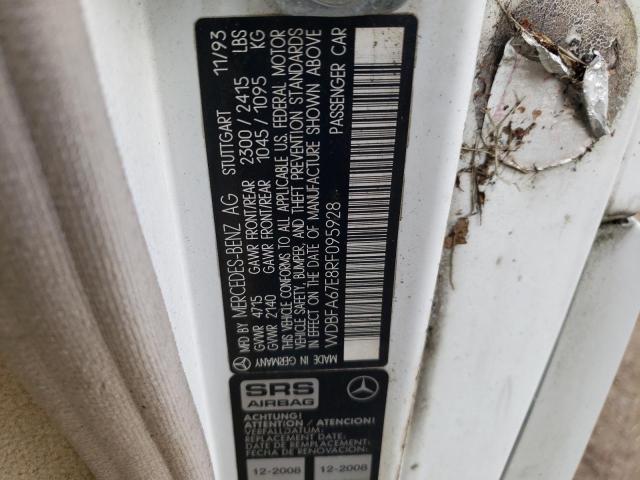 MFD BY MERCEDES-BENZ AG STUTTGART 11/93
GVWR 4715 GAWR FRONT/REAR 2300 / 2415 LBS
GVWR 2140 GAWR FRONT/REAR 1045 / 1095 KG
THIS VEHICLE CONFORMS TO ALL APPLICABLE U.S. FEDERAL MOTOR
VEHICLE SAFETY, BUMPER, AND THEFT PREVENTION STANDARDS
IN EFFECT ON THE DATE OF MANUFACTURE SHOWN ABOVE
WDBFA67E8RF095928 PASSENGER CAR
MADE IN GERMANY
SRS
AIRBAG
ACHTUNG!
ATTENTION / ATENCION!
VERFALLDATUM:
REPLACEMENT DATE:
DATE DE REMPLACEMENT:
FECHA DE RENOVACION:
12-2008 12-2008